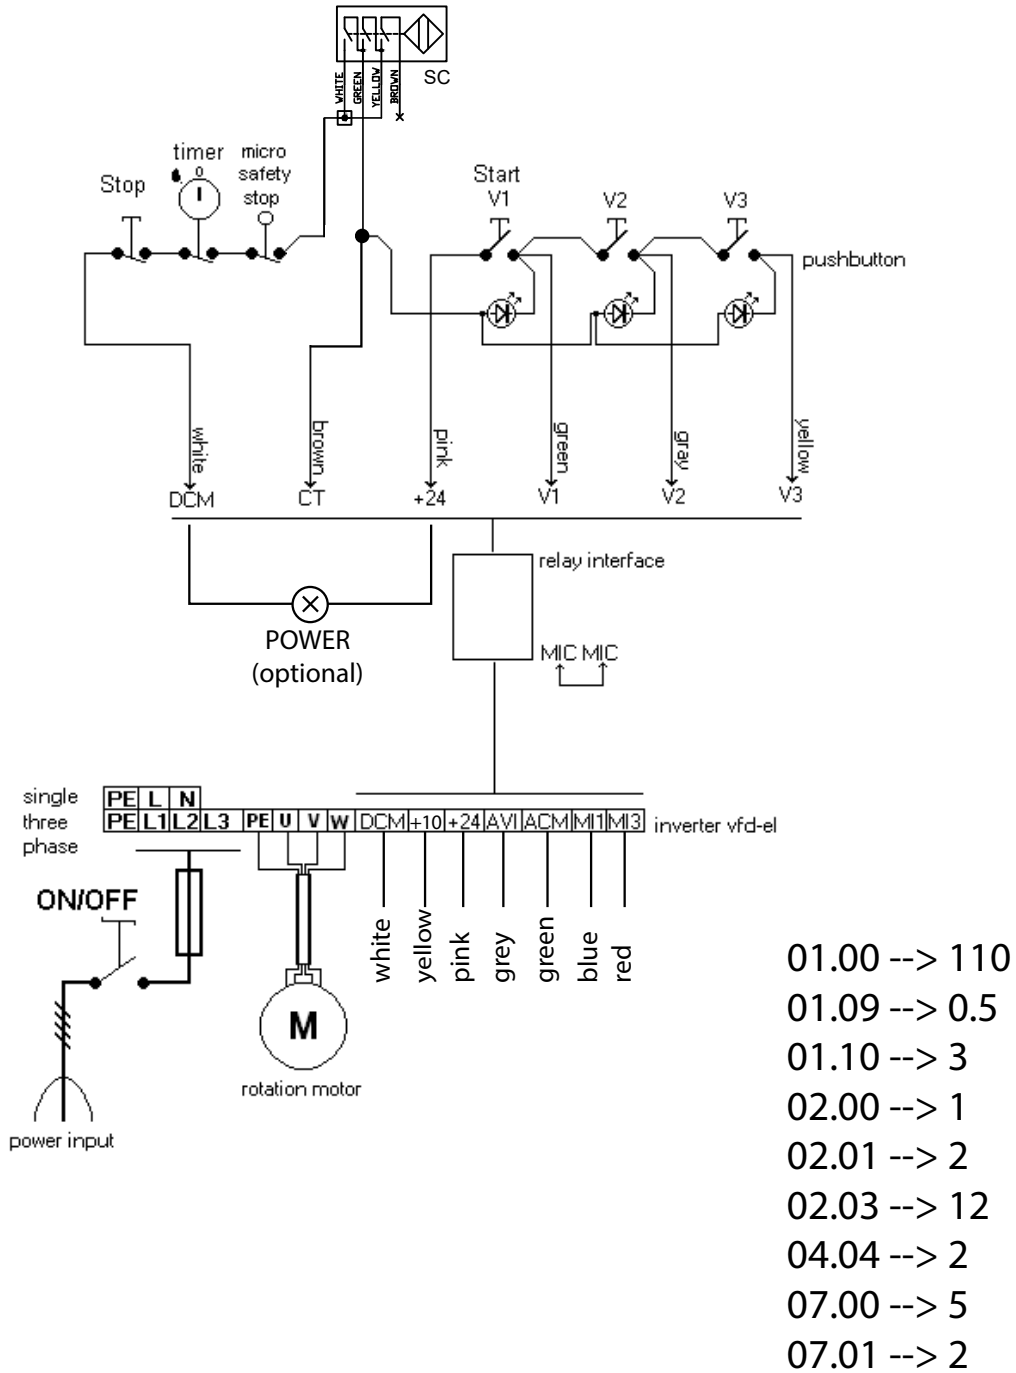 SC
WHITE
GREEN
YELLOW
BROWN
timer
0
micro
safety
stop
Stop
Start
V1
V2
V3
pushbutton
white
brown
pink
green
gray
yellow
DCM
CT
+24
V1
V2
V3
relay interface
POWER
(optional)
MIC MIC
single
PE L N
three
phase
PE L1 L2 L3 PE U V W DCM +10 +24 AVI ACM MI1 MI3
inverter vfd-el
ON/OFF
white
yellow
pink
grey
green
blue
red
M
rotation motor
power input
01.00 --> 110
01.09 --> 0.5
01.10 --> 3
02.00 --> 1
02.01 --> 2
02.03 --> 12
04.04 --> 2
07.00 --> 5
07.01 --> 2